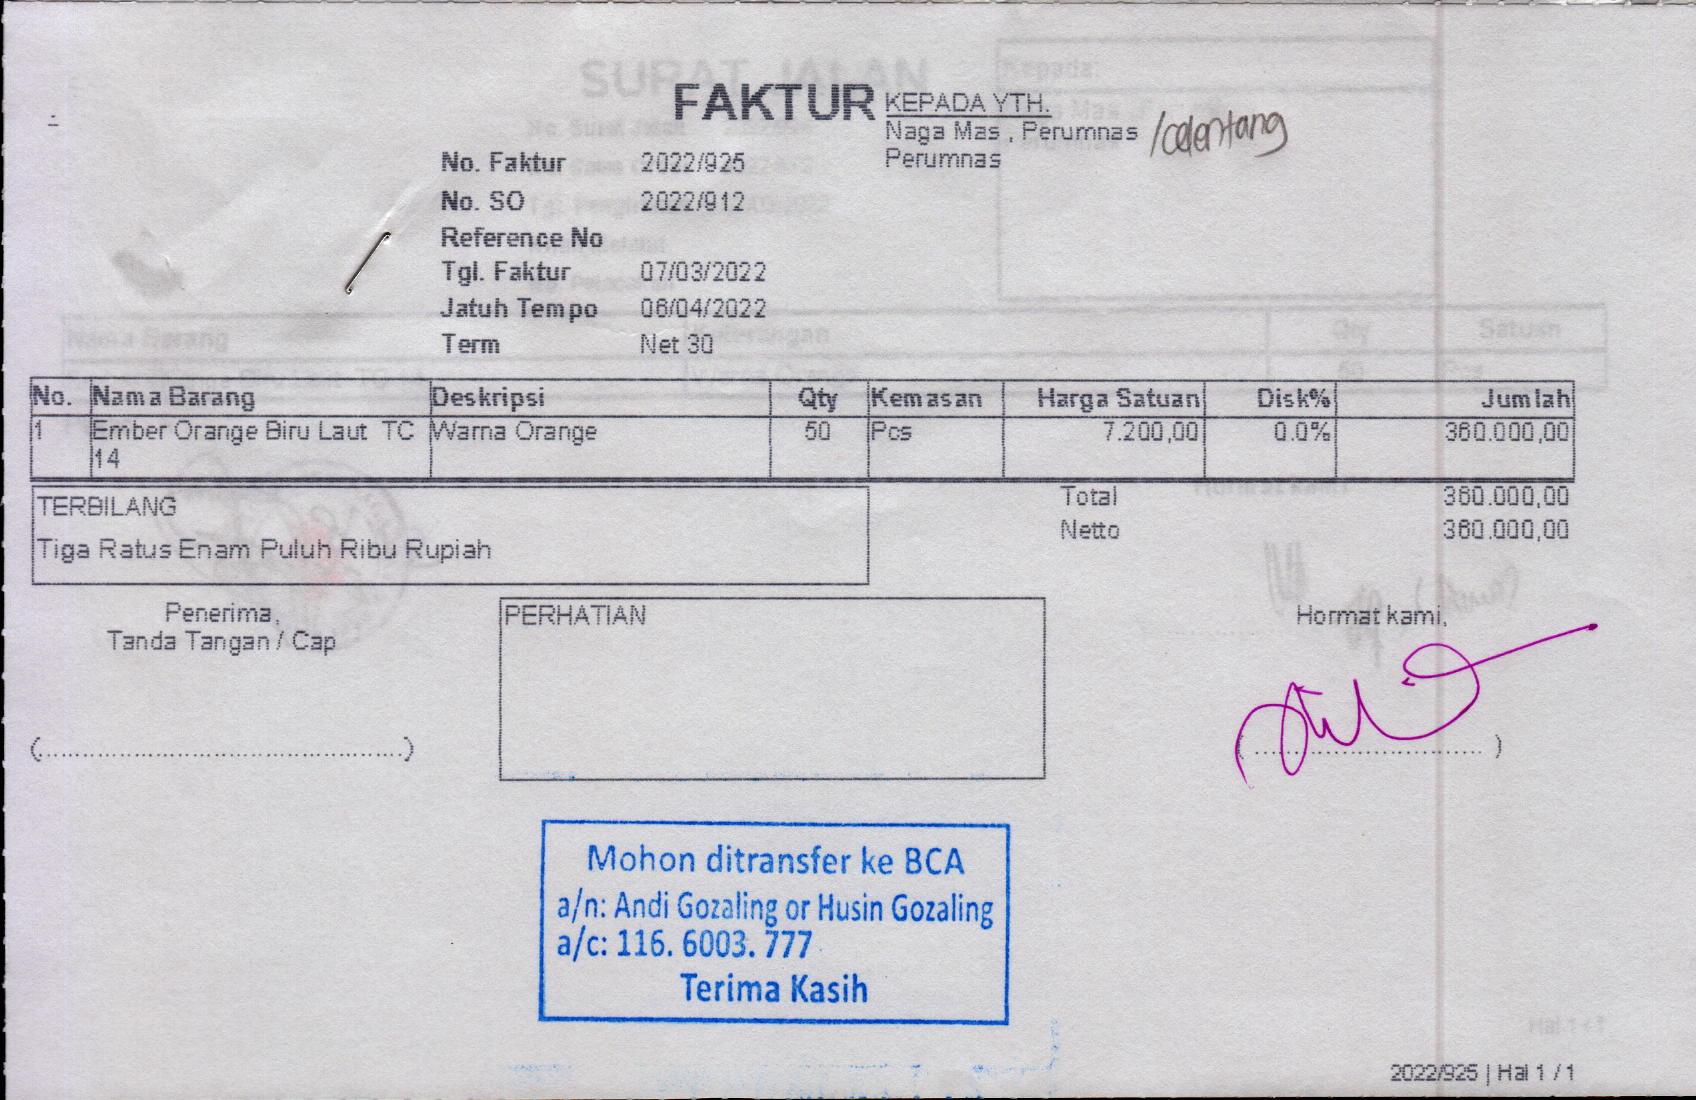 FAKTUR
KEPADA YTH.
Naga Mas , Perumnas /celentang
Perumnas
No. Faktur 2022/925
No. SO 2022/912
Reference No
Tgl. Faktur 07/03/2022
Jatuh Tempo 06/04/2022
Term Net 30
No. Nama Barang Deskripsi Qty Kemasan Harga Satuan Disk% Jumlah
1 Ember Orange Biru Laut TC Warna Orange 50 Pcs 7.200,00 0.0% 360.000,00
14
TERBILANG
Tiga Ratus Enam Puluh Ribu Rupiah
Total 360.000,00
Netto 360.000,00
Penerima,
Tanda Tangan / Cap
(..................................................)
PERHATIAN
Hormat kami,
(................................ )
Mohon ditransfer ke BCA
a/n: Andi Gozaling or Husin Gozaling
a/c: 116. 6003. 777
Terima Kasih
2022/925 | Hal 1 / 1